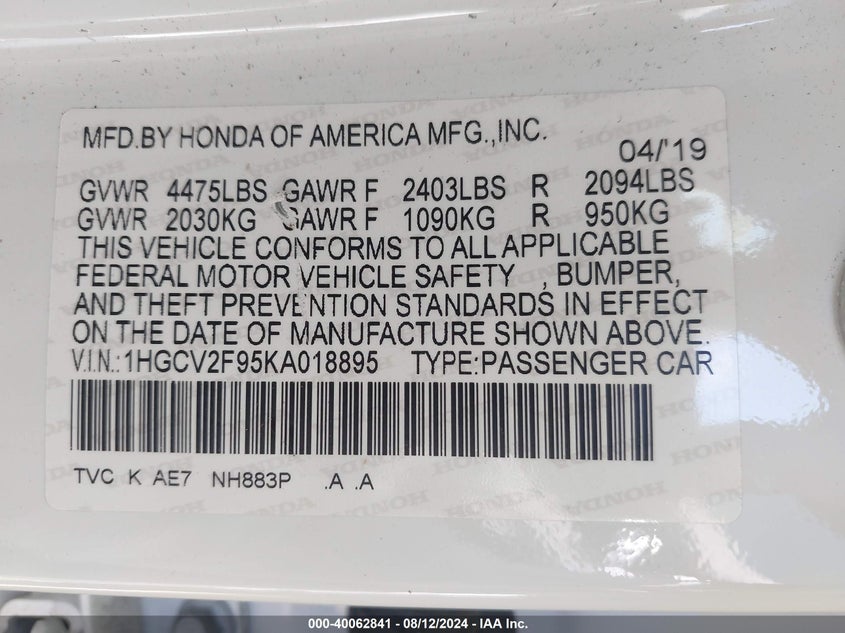 MFD.BY HONDA OF AMERICA MFG.,INC.
04/'19
GVWR 4475LBS GAWR F 2403LBS R 2094LBS
GVWR 2030KG GAWR F 1090KG R 950KG
THIS VEHICLE CONFORMS TO ALL APPLICABLE
FEDERAL MOTOR VEHICLE SAFETY , BUMPER,
AND THEFT PREVENTION STANDARDS IN EFFECT
ON THE DATE OF MANUFACTURE SHOWN ABOVE.
V.I.N.:1HGCV2F95KA018895 TYPE:PASSENGER CAR
TVC K AE7 NH883P .A .A
000-40062841 - 08/12/2024 - IAA Inc.